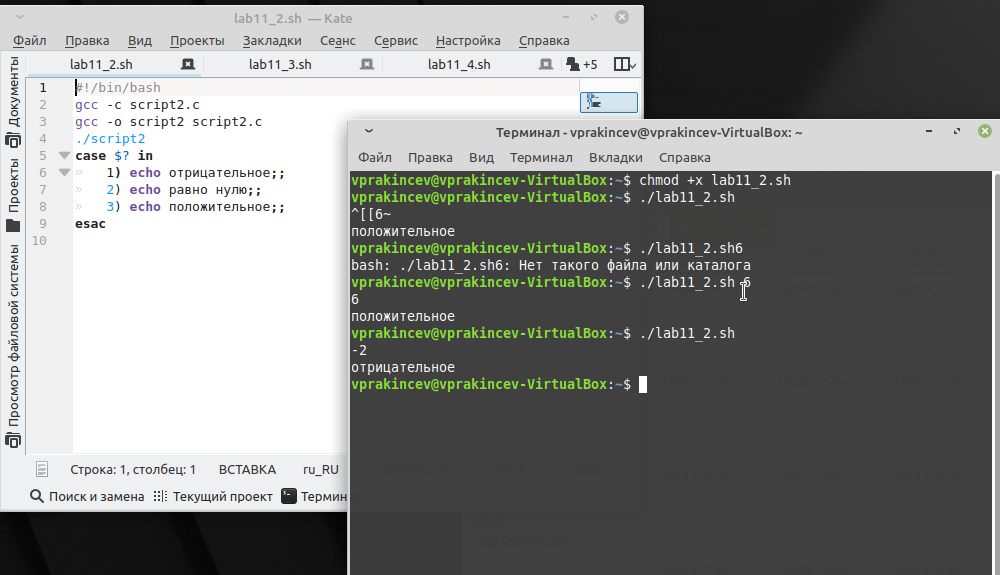 lab11_2.sh — Kate
Файл Правка Вид Проекты Закладки Сеанс Сервис Настройка Справка
lab11_2.sh lab11_3.sh lab11_4.sh +5
Документы
Проекты
Просмотр файловой системы
1 #!/bin/bash
2 gcc -c script2.c
3 gcc -o script2 script2.c
4 ./script2
5 case $? in
6 » 1) echo отрицательное;;
7 » 2) echo равно нулю;;
8 » 3) echo положительное;;
9 esac
10
Строка: 1, столбец: 1 ВСТАВКА ru_RU
Поиск и замена Текущий проект Термин
Терминал - vprakincev@vprakincev-VirtualBox: ~
Файл Правка Вид Терминал Вкладки Справка
vprakincev@vprakincev-VirtualBox:~$ chmod +x lab11_2.sh
vprakincev@vprakincev-VirtualBox:~$ ./lab11_2.sh
^[[6~
положительное
vprakincev@vprakincev-VirtualBox:~$ ./lab11_2.sh6
bash: ./lab11_2.sh6: Нет такого файла или каталога
vprakincev@vprakincev-VirtualBox:~$ ./lab11_2.sh 6
6
положительное
vprakincev@vprakincev-VirtualBox:~$ ./lab11_2.sh
-2
отрицательное
vprakincev@vprakincev-VirtualBox:~$